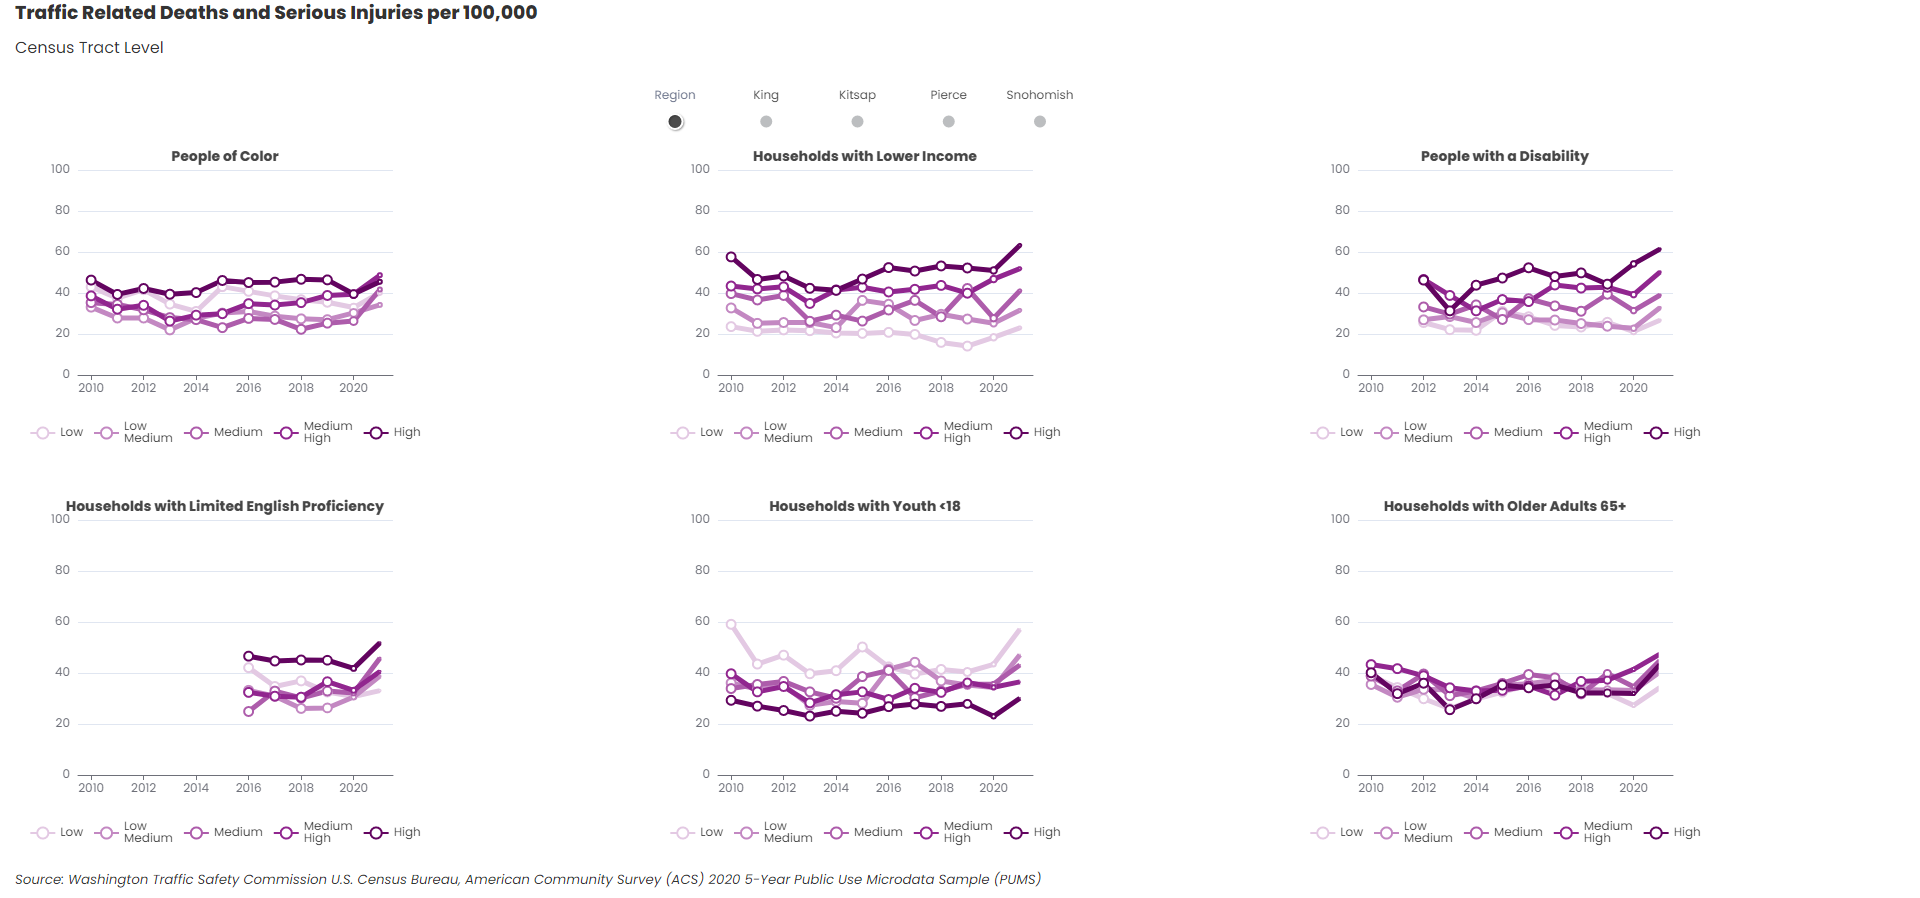 Traffic Related Deaths and Serious Injuries per 100,000
Census Tract Level
Region King Kitsap Pierce Snohomish
People of Color
100
80
60
40
20
0
2010 2012 2014 2016 2018 2020
Low Low Medium Medium Medium High High
Households with Lower Income
100
80
60
40
20
0
2010 2012 2014 2016 2018 2020
Low Low Medium Medium Medium High High
People with a Disability
100
80
60
40
20
0
2010 2012 2014 2016 2018 2020
Low Low Medium Medium Medium High High
Households with Limited English Proficiency
100
80
60
40
20
0
2010 2012 2014 2016 2018 2020
Low Low Medium Medium Medium High High
Households with Youth <18
100
80
60
40
20
0
2010 2012 2014 2016 2018 2020
Low Low Medium Medium Medium High High
Households with Older Adults 65+
100
80
60
40
20
0
2010 2012 2014 2016 2018 2020
Low Low Medium Medium Medium High High
Source: Washington Traffic Safety Commission U.S. Census Bureau, American Community Survey (ACS) 2020 5-Year Public Use Microdata Sample (PUMS)